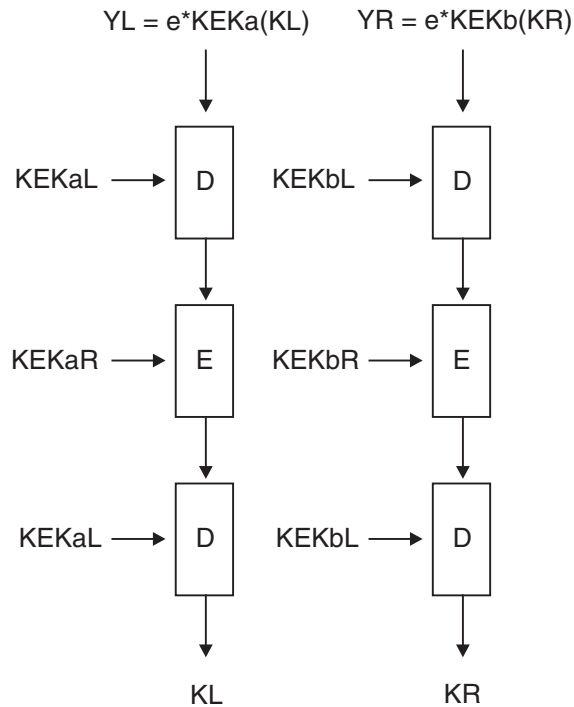 YL = e*KEKa(KL) YR = e*KEKb(KR)
KEKaL D KEKbL D
KEKaR E KEKbR E
KEKaL D KEKbL D
KL KR